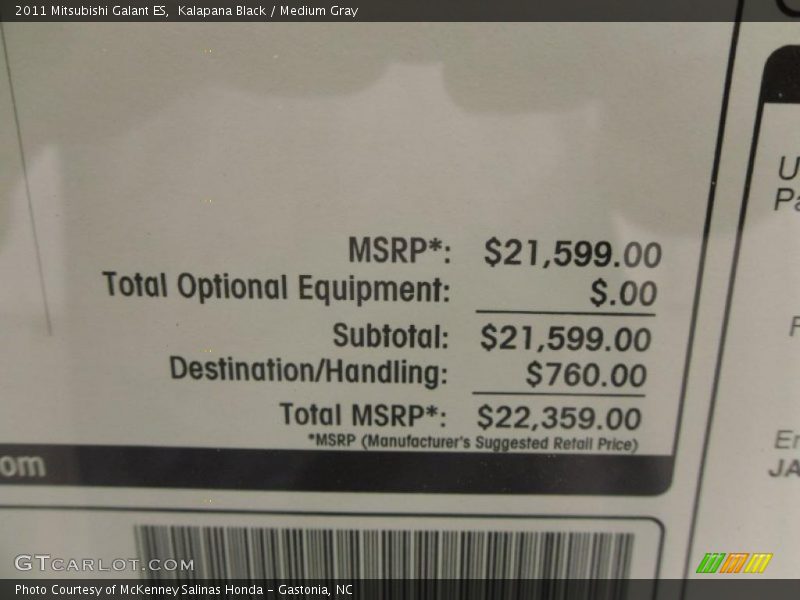 2011 Mitsubishi Galant ES, Kalapana Black / Medium Gray
MSRP*: $21,599.00
Total Optional Equipment: $.00
Subtotal: $21,599.00
Destination/Handling: $760.00
Total MSRP*: $22,359.00
*MSRP (Manufacturer's Suggested Retail Price)
om
U
Pa
F
En
JA
GTCARLOT.COM
Photo Courtesy of McKenney Salinas Honda - Gastonia, NC